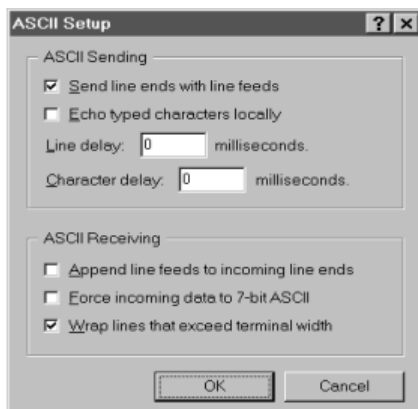 ASCII Setup
ASCII Sending
Send line ends with line feeds
Echo typed characters locally
Line delay: 0 milliseconds.
Character delay: 0 milliseconds.
ASCII Receiving
Append line feeds to incoming line ends
Force incoming data to 7-bit ASCII
Wrap lines that exceed terminal width
OK Cancel